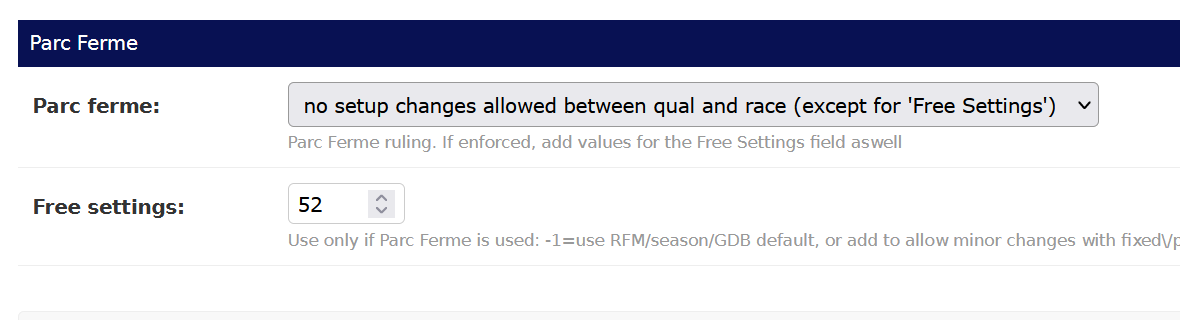 Parc Ferme
Parc ferme:
no setup changes allowed between qual and race (except for 'Free Settings')
Parc Ferme ruling. If enforced, add values for the Free Settings field aswell
Free settings:
52
Use only if Parc Ferme is used: -1=use RFM/season/GDB default, or add to allow minor changes with fixed\/p